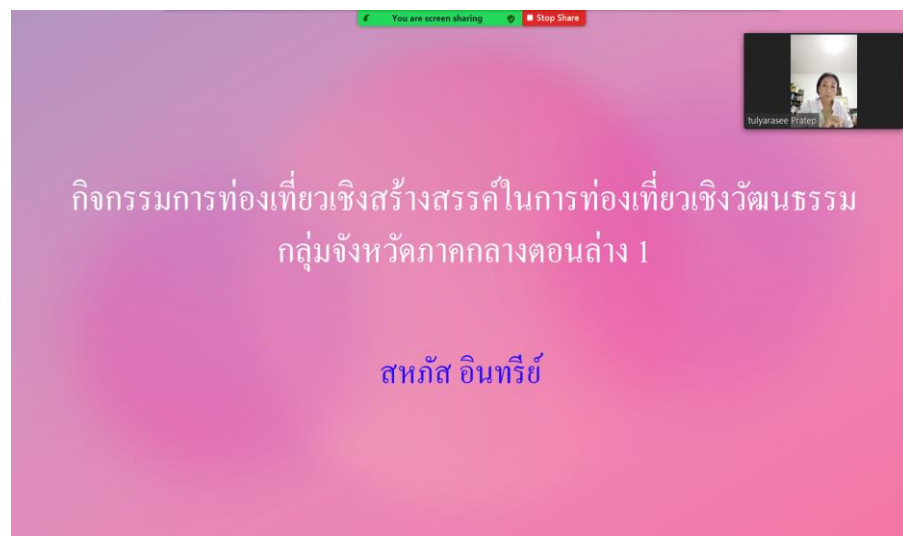 You are screen sharing Stop Share
tulyarasee Pratep
กิจกรรมการท่องเที่ยวเชิงสร้างสรรค์ในการท่องเที่ยวเชิงวัฒนธรรม
กลุ่มจังหวัดภาคกลางตอนล่าง 1
สหภัส อินทรีย์